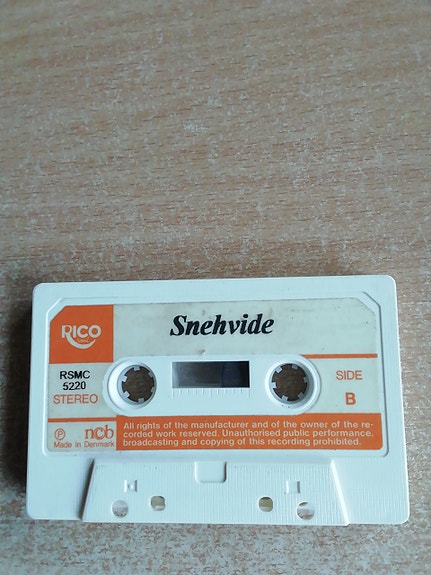 Snehvide
RICO
RSMC
5220
STEREO
SIDE
B
All rights of the manufacturer and of the owner of the re-
corded work reserved. Unauthorised public performance,
broadcasting and copying of this recording prohibited.
℗ ncb
Made in Denmark